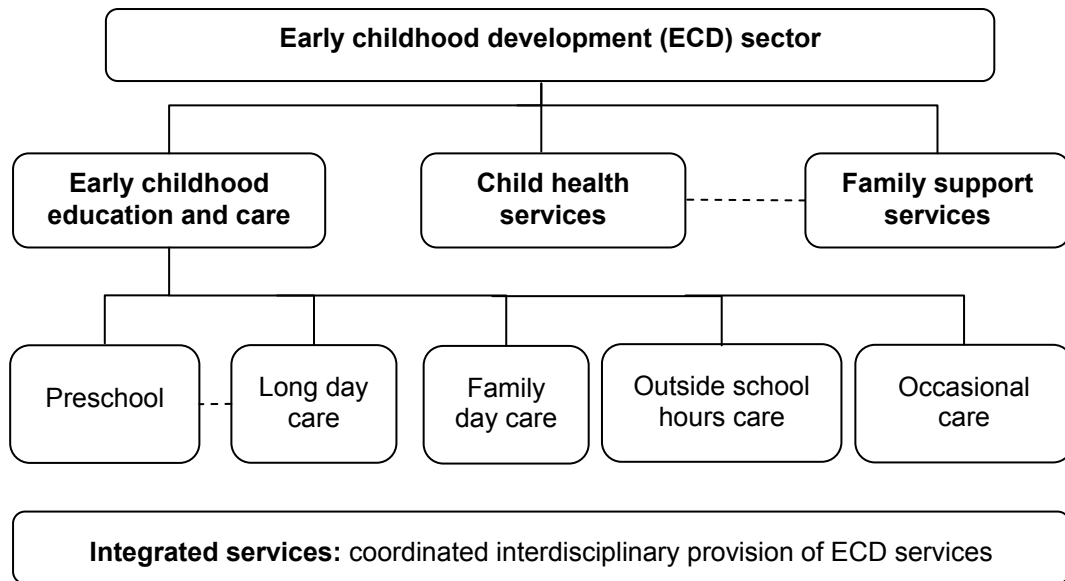 Early childhood development (ECD) sector
Early childhood
education and care
Child health
services
Family support
services
Preschool
Long day
care
Family
day care
Outside school
hours care
Occasional
care
Integrated services: coordinated interdisciplinary provision of ECD services